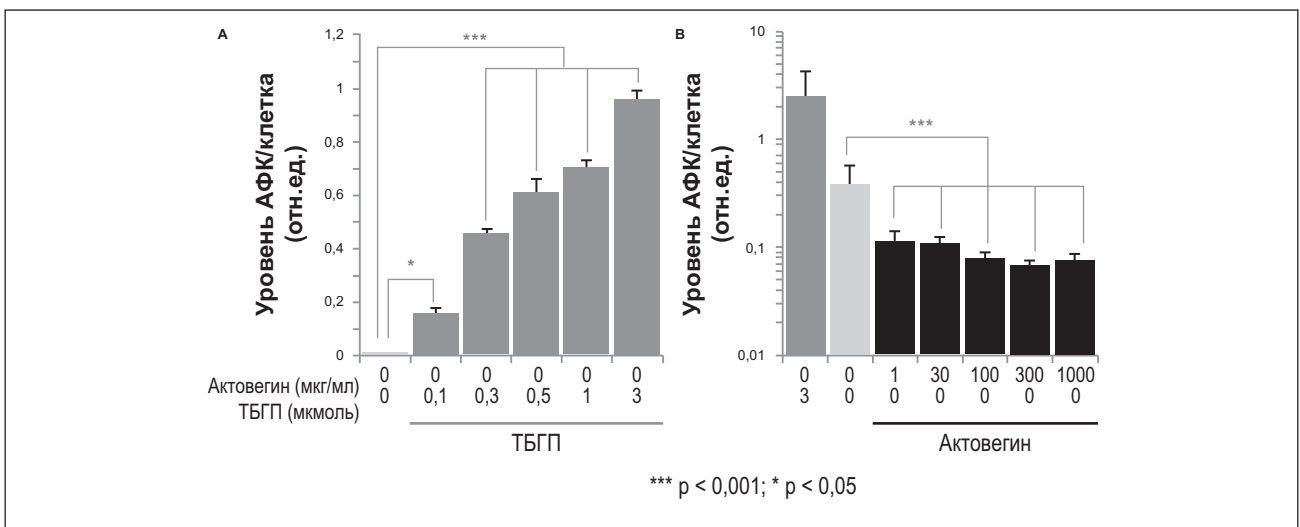 А
Уровень АФК/клетка
(отн.ед.)
1,2
1
0,8
0,6
0,4
0,2
0
***
*
0 0 0 0 0 0
Актовегин (мкг/мл)
0 0,1 0,3 0,5 1 3
ТБГП (мкмоль)
ТБГП
В
Уровень АФК/клетка
(отн.ед.)
10
1
0,1
0,01
***
0 0 1 30 100 300 1000
3 0 0 0 0 0 0
Актовегин
*** p < 0,001; * p < 0,05